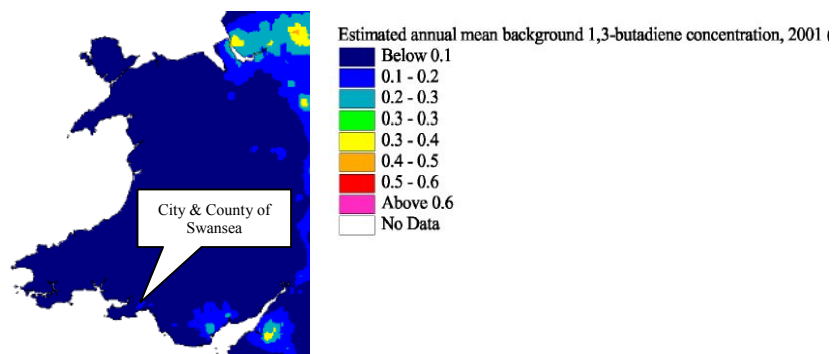 Estimated annual mean background 1,3-butadiene concentration, 2001 (
Below 0.1
0.1 - 0.2
0.2 - 0.3
0.3 - 0.3
0.3 - 0.4
0.4 - 0.5
0.5 - 0.6
Above 0.6
No Data
City & County of
Swansea